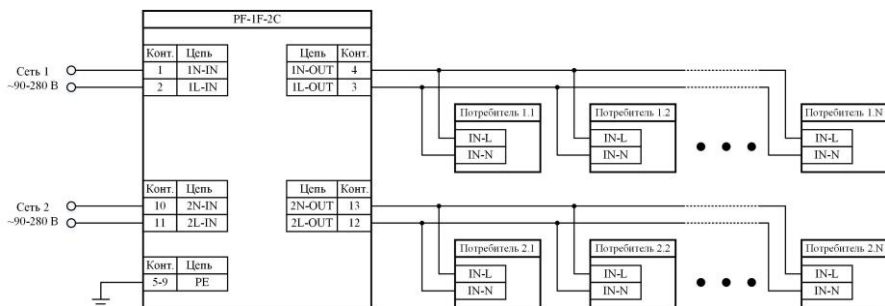 PF-1F-2C
Конт. Цепь Цепь Конт.
Сеть 1 1 1N-IN 1N-OUT 4
~90-280 В 2 1L-IN 1L-OUT 3
Потребитель 1.1 Потребитель 1.2 Потребитель 1.N
IN-L IN-L IN-L
IN-N IN-N IN-N
Конт. Цепь Цепь Конт.
Сеть 2 10 2N-IN 2N-OUT 13
~90-280 В 11 2L-IN 2L-OUT 12
Потребитель 2.1 Потребитель 2.2 Потребитель 2.N
Конт. Цепь
IN-L IN-L IN-L
5-9 PE
IN-N IN-N IN-N